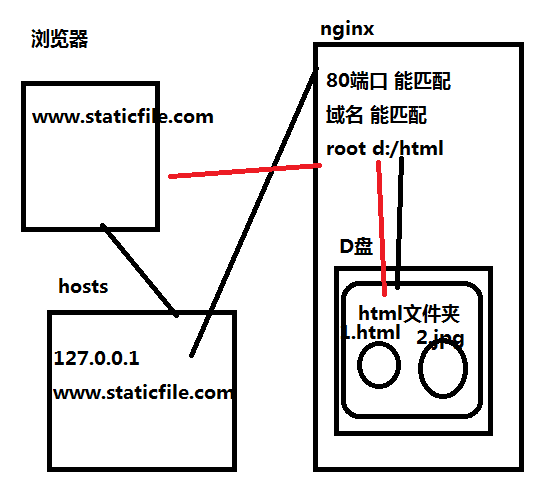 浏览器
www.staticfile.com
hosts
127.0.0.1
www.staticfile.com
nginx
80端口 能匹配
域名 能匹配
root d:/html
D盘
html文件夹
1.html
2.jpg